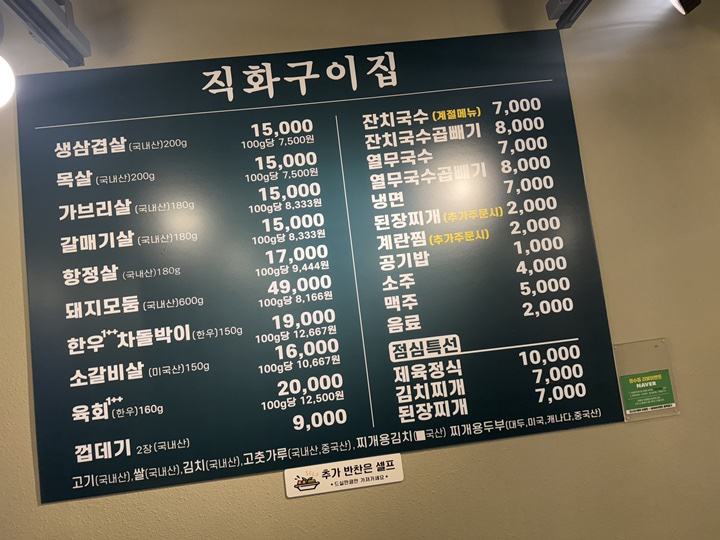 직화구이집
생삼겹살 (국내산)200g 15,000
100g당 7,500원
목살 (국내산)200g 15,000
100g당 7,500원
가브리살 (국내산)180g 15,000
100g당 8,333원
갈매기살 (국내산)180g 15,000
100g당 8,333원
항정살 (국내산)180g 17,000
100g당 9,444원
돼지모둠 (국내산)600g 49,000
100g당 8,166원
한우1++차돌박이(한우)150g 19,000
100g당 12,667원
소갈비살 (미국산)150g 16,000
100g당 10,667원
육회1++(한우)160g 20,000
100g당 12,500원
껍데기 2장(국내산) 9,000
잔치국수 (계절메뉴) 7,000
잔치국수곱빼기 8,000
열무국수 7,000
열무국수곱빼기 8,000
냉면 7,000
된장찌개 (추가주문시) 2,000
계란찜 (추가주문시) 2,000
공기밥 1,000
소주 4,000
맥주 5,000
음료 2,000
점심특선
제육정식 10,000
김치찌개 7,000
된장찌개 7,000
고기(국내산),쌀(국내산),김치(국내산),고춧가루(국내산,중국산), 찌개용김치(국산) 찌개용두부(대두,미국,캐나다,중국산)
추가 반찬은 셀프
드실만큼만 가져가세요
NAVER